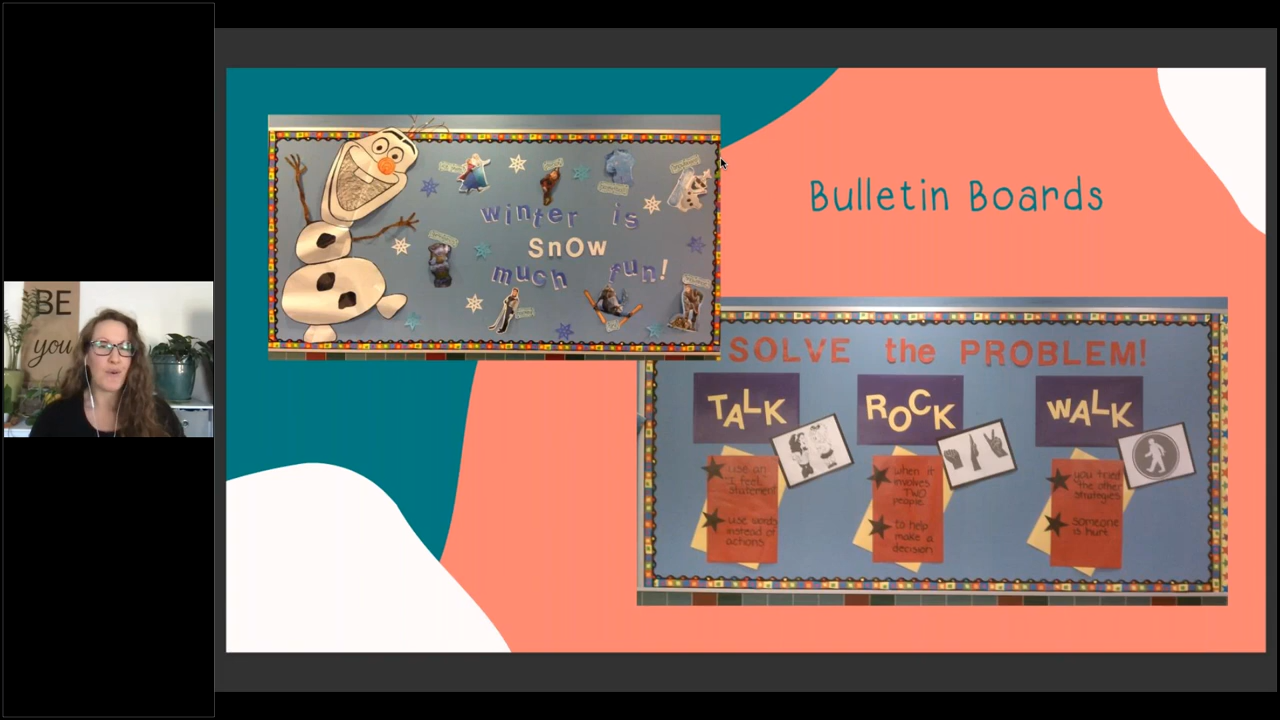 BE
you
Bulletin Boards
winter is
snow
much fun!
SOLVE the PROBLEM!
TALK
use an
"I feel"
statement
use words
instead of
actions
ROCK
when it
involves
TWO
people
to help
make a
decision
WALK
you tried
the other
strategies
someone
is hurt